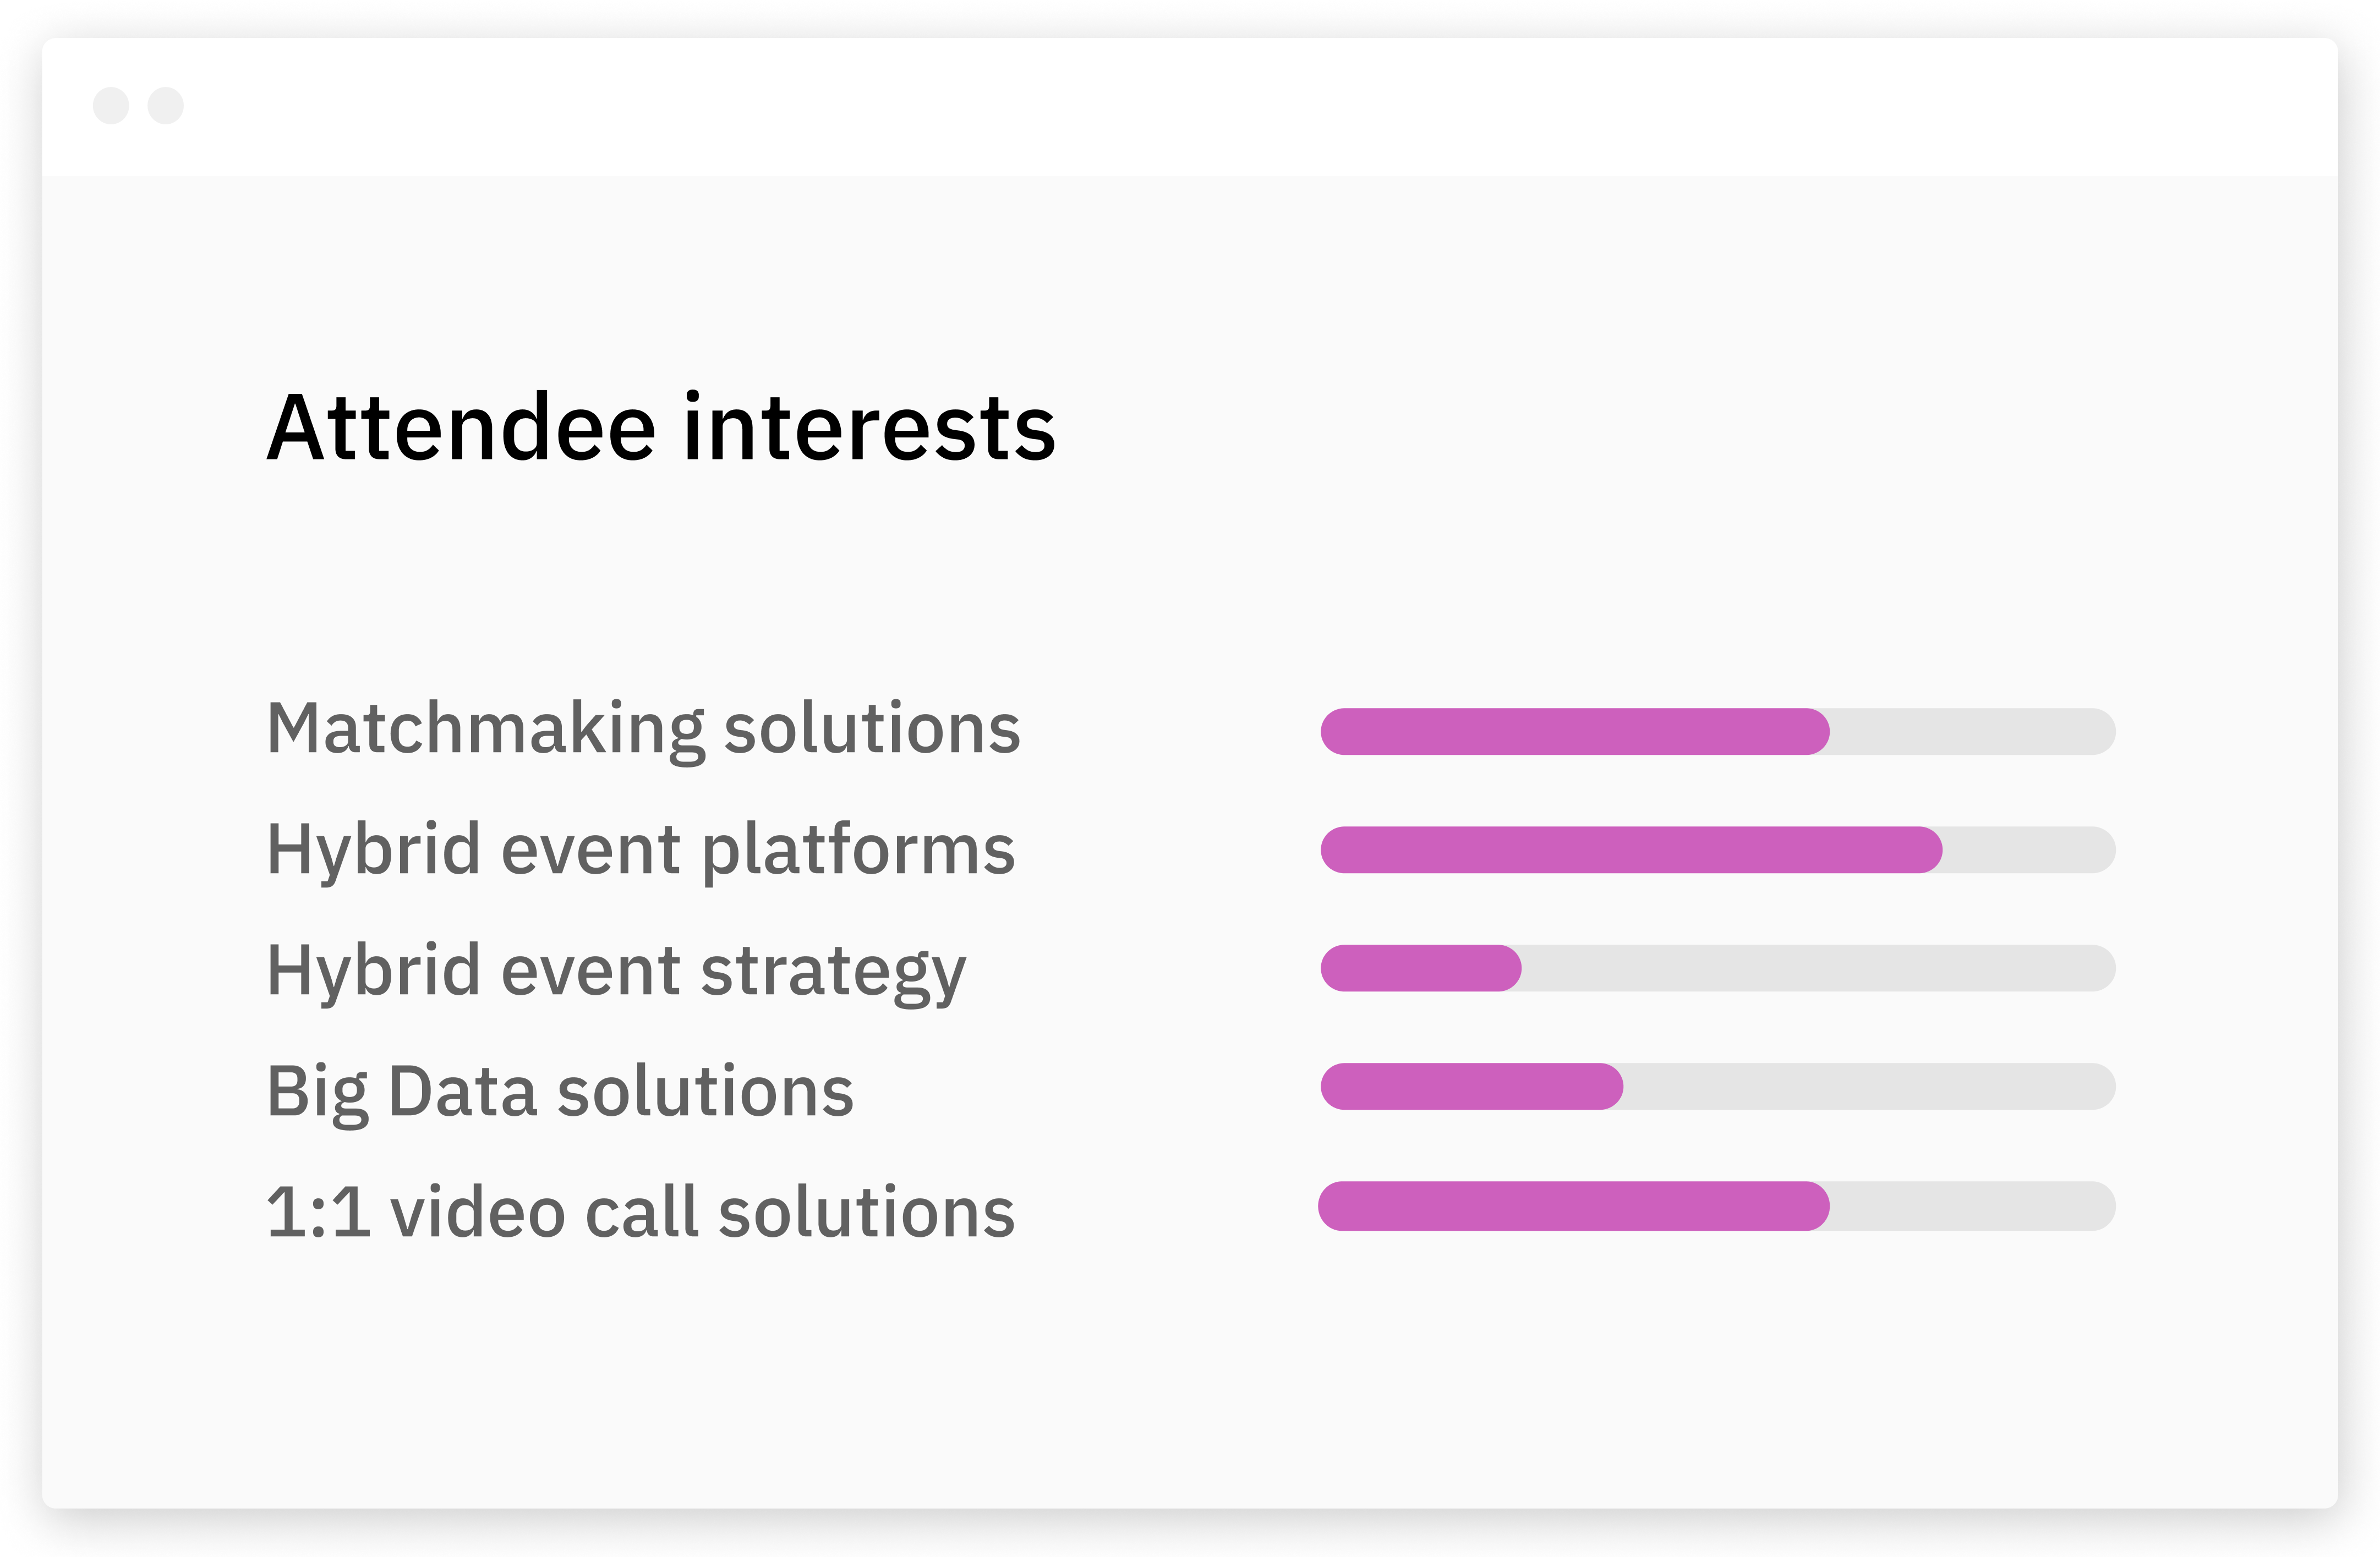 Attendee interests
Matchmaking solutions
Hybrid event platforms
Hybrid event strategy
Big Data solutions
1:1 video call solutions